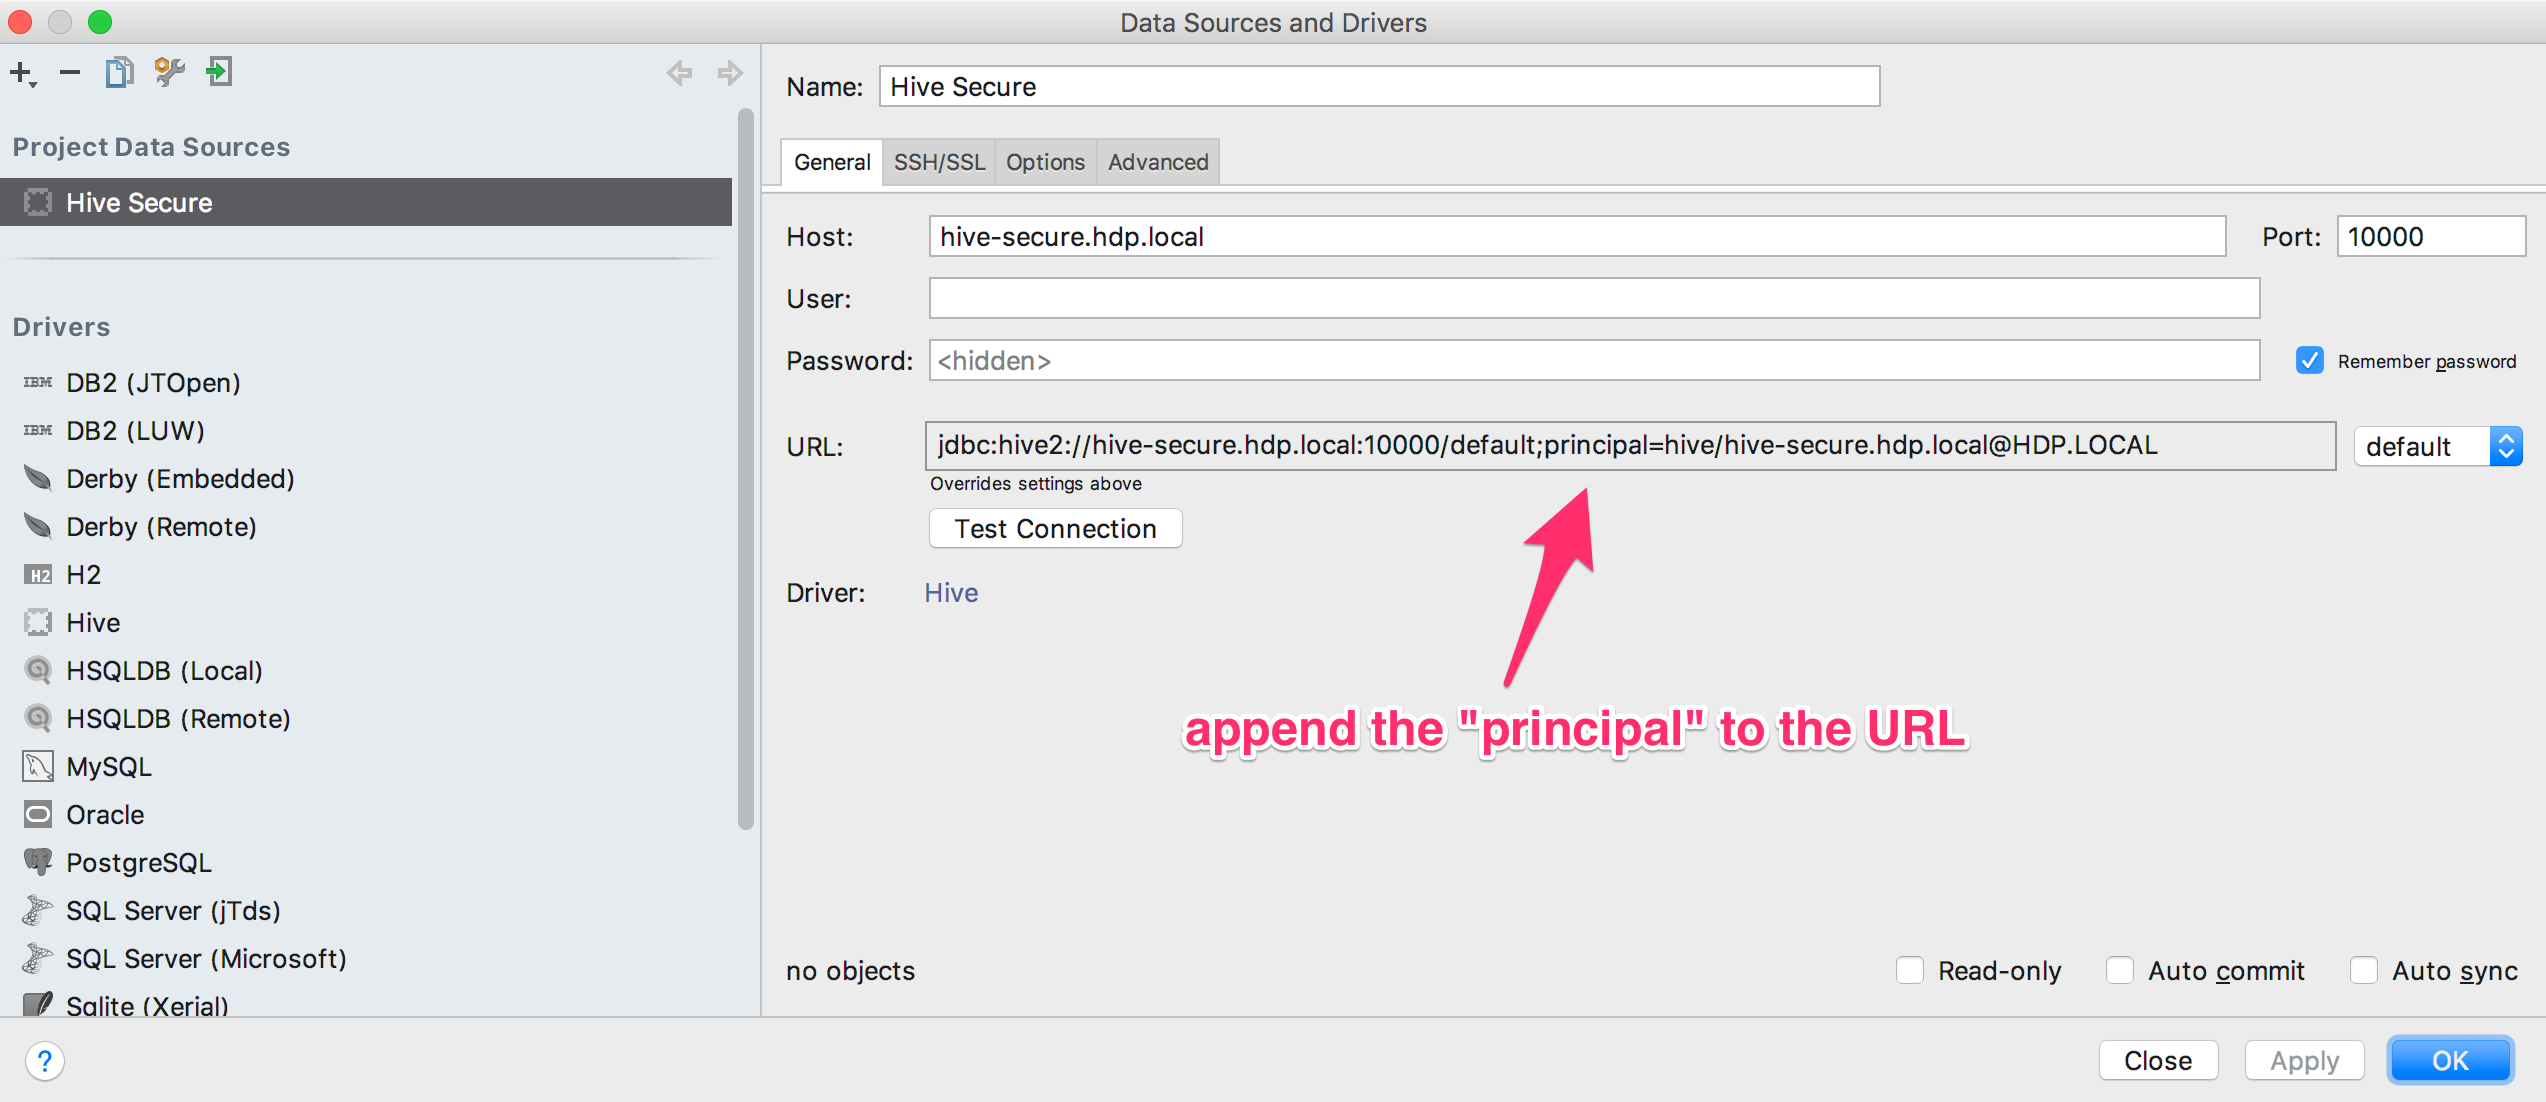 Data Sources and Drivers
Project Data Sources
Hive Secure
Drivers
IBM DB2 (JTOpen)
IBM DB2 (LUW)
Derby (Embedded)
Derby (Remote)
H2 H2
Hive
HSQLDB (Local)
HSQLDB (Remote)
MySQL
Oracle
PostgreSQL
SQL Server (jTds)
SQL Server (Microsoft)
Sqlite (Xerial)
Name: Hive Secure
General SSH/SSL Options Advanced
Host: hive-secure.hdp.local Port: 10000
User:
Password: <hidden> Remember password
URL: jdbc:hive2://hive-secure.hdp.local:10000/default;principal=hive/hive-secure.hdp.local@HDP.LOCAL default
Overrides settings above
Test Connection
Driver: Hive
append the "principal" to the URL
no objects Read-only Auto commit Auto sync
? Close Apply OK